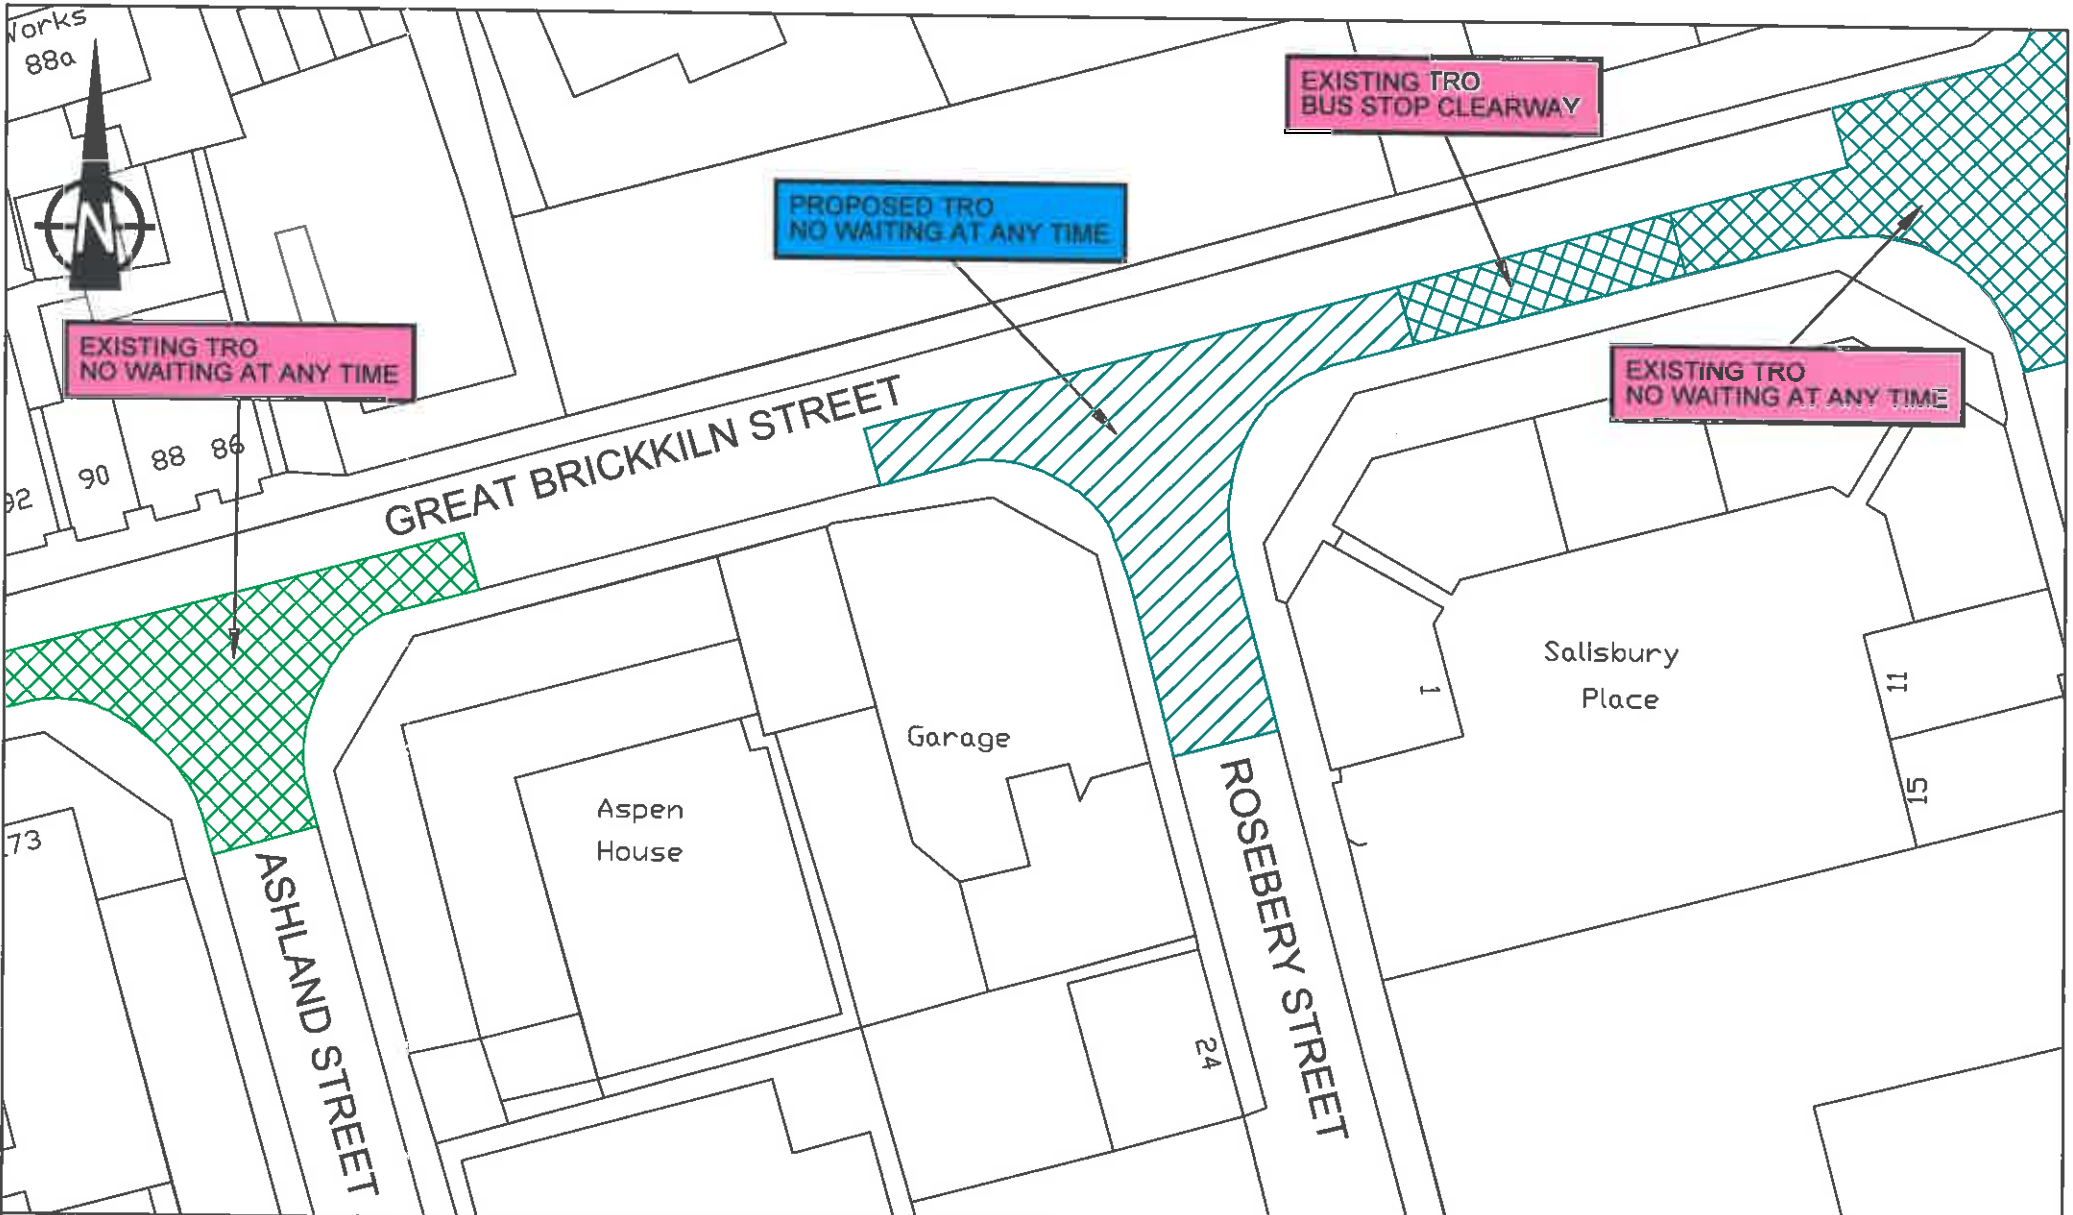 Works
88a
N
EXISTING TRO
BUS STOP CLEARWAY
PROPOSED TRO
NO WAITING AT ANY TIME
EXISTING TRO
NO WAITING AT ANY TIME
EXISTING TRO
NO WAITING AT ANY TIME
92
90
88
86
GREAT BRICKKILN STREET
Salisbury
Place
1
11
15
Garage
Aspen
House
73
ASHLAND STREET
ROSEBERY STREET
24